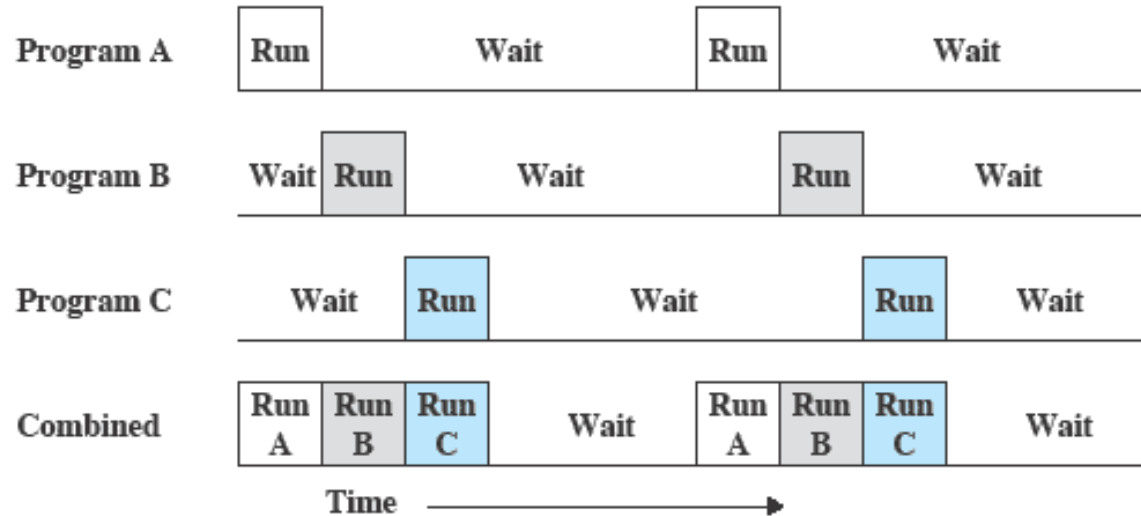 Program A Run Wait Run Wait
Program B Wait Run Wait Run Wait
Program C Wait Run Wait Run Wait
Combined Run A Run B Run C Wait Run A Run B Run C Wait
Time